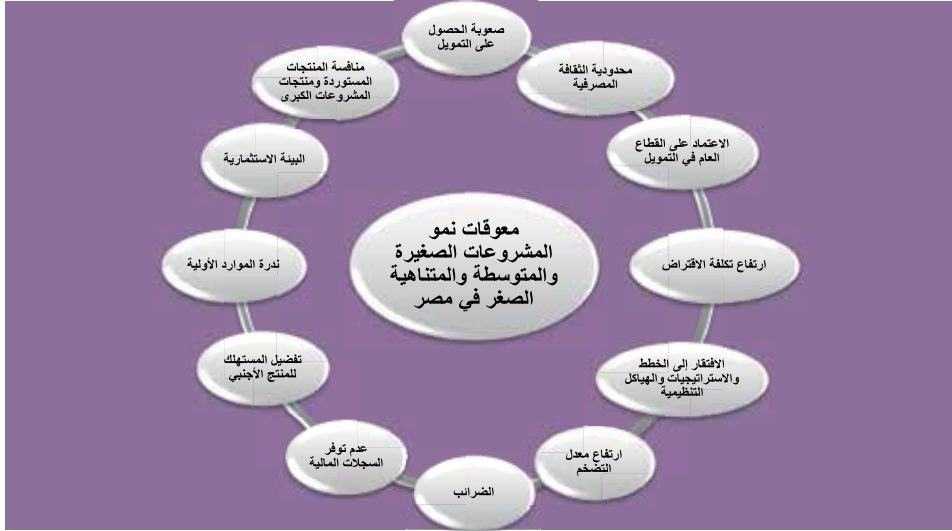 صعوبة الحصول
على التمويل
محدودية الثقافة
المصرفية
الاعتماد على القطاع
العام في التمويل
ارتفاع تكلفة الاقتراض
الافتقار إلى الخطط
والاستراتيجيات والهياكل
التنظيمية
ارتفاع معدل
التضخم
الضرائب
عدم توفر
السجلات المالية
تفضيل المستهلك
للمنتج الأجنبي
ندرة الموارد الأولية
البيئة الاستثمارية
منافسة المنتجات
المستوردة ومنتجات
المشروعات الكبرى
معوقات نمو
المشروعات الصغيرة
والمتوسطة والمتناهية
الصغر في مصر